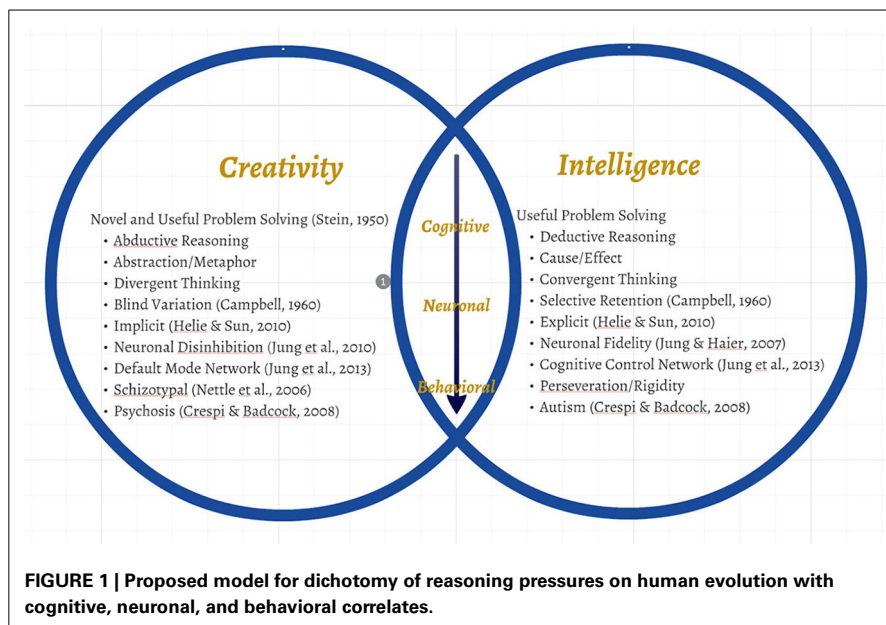 Creativity
Novel and Useful Problem Solving (Stein, 1950)
• Abductive Reasoning
• Abstraction/Metaphor
• Divergent Thinking
• Blind Variation (Campbell, 1960)
• Implicit (Helie & Sun, 2010)
• Neuronal Disinhibition (Jung et al., 2010)
• Default Mode Network (Jung et al., 2013)
• Schizotypal (Nettle et al., 2006)
• Psychosis (Crespi & Badcock, 2008)
1
Cognitive
Neuronal
Behavioral
Intelligence
Useful Problem Solving
• Deductive Reasoning
• Cause/Effect
• Convergent Thinking
• Selective Retention (Campbell, 1960)
• Explicit (Helie & Sun, 2010)
• Neuronal Fidelity (Jung & Haier, 2007)
• Cognitive Control Network (Jung et al., 2013)
• Perseveration/Rigidity
• Autism (Crespi & Badcock, 2008)
FIGURE 1 | Proposed model for dichotomy of reasoning pressures on human evolution with
cognitive, neuronal, and behavioral correlates.